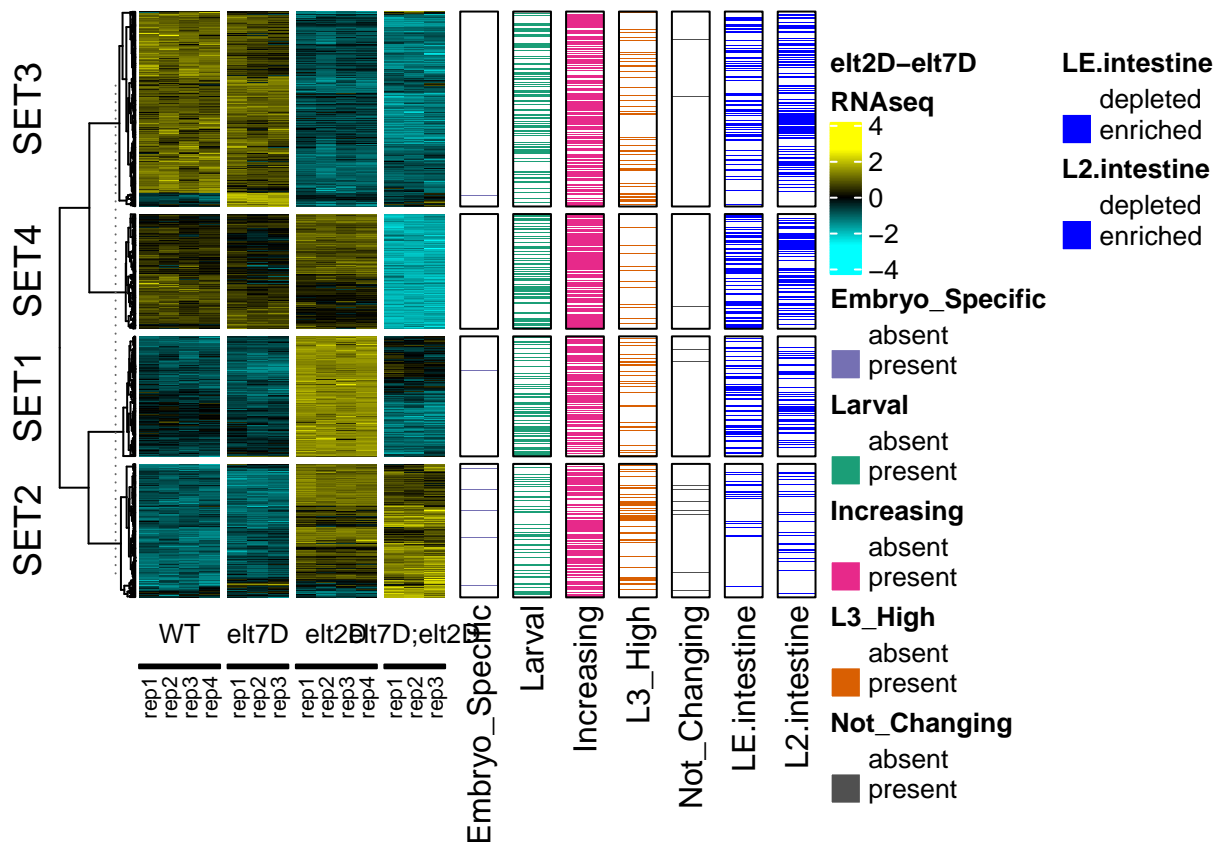 SET3
SET4
SET1
SET2
WT
elt7D
elt2D
elt7D;elt2D
rep1
rep2
rep3
rep4
rep1
rep2
rep3
rep1
rep2
rep3
rep4
rep1
rep2
rep3
Embryo_Specific
Larval
Increasing
L3_High
Not_Changing
LE.intestine
L2.intestine
elt2D−elt7D
RNAseq
4
2
0
−2
−4
Embryo_Specific
absent
present
Larval
absent
present
Increasing
absent
present
L3_High
absent
present
Not_Changing
absent
present
LE.intestine
depleted
enriched
L2.intestine
depleted
enriched